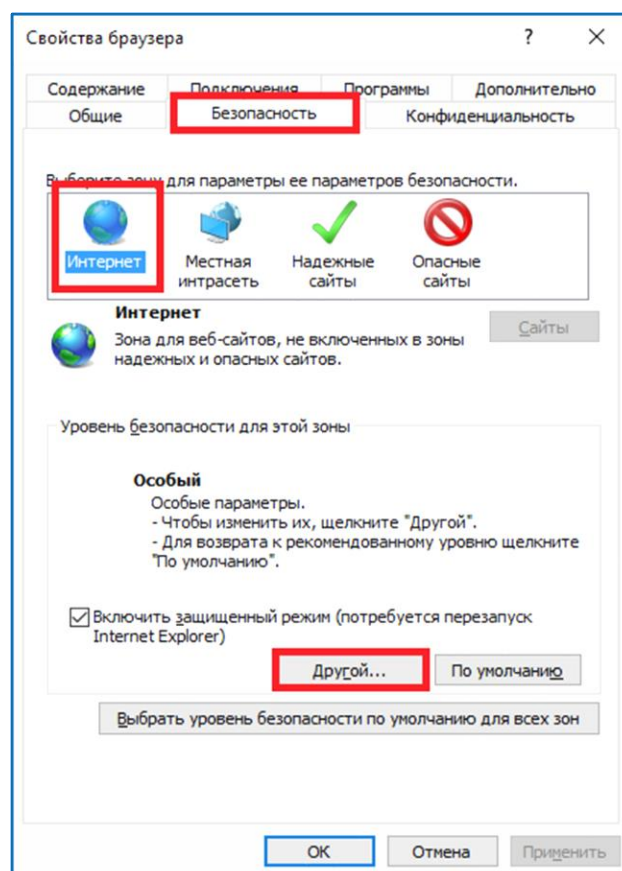 Свойства браузера ?
Содержание Подключения Программы Дополнительно
Общие Безопасность Конфиденциальность
Выберите зону для параметры ее параметров безопасности.
Интернет
Местная интрасеть
Надежные сайты
Опасные сайты
Интернет
Зона для веб-сайтов, не включенных в зоны
надежных и опасных сайтов.
Сайты
Уровень безопасности для этой зоны
Особый
Особые параметры.
- Чтобы изменить их, щелкните "Другой".
- Для возврата к рекомендованному уровню щелкните
"По умолчанию".
Включить защищенный режим (потребуется перезапуск
Internet Explorer)
Другой... По умолчанию
Выбрать уровень безопасности по умолчанию для всех зон
ОК Отмена Применить